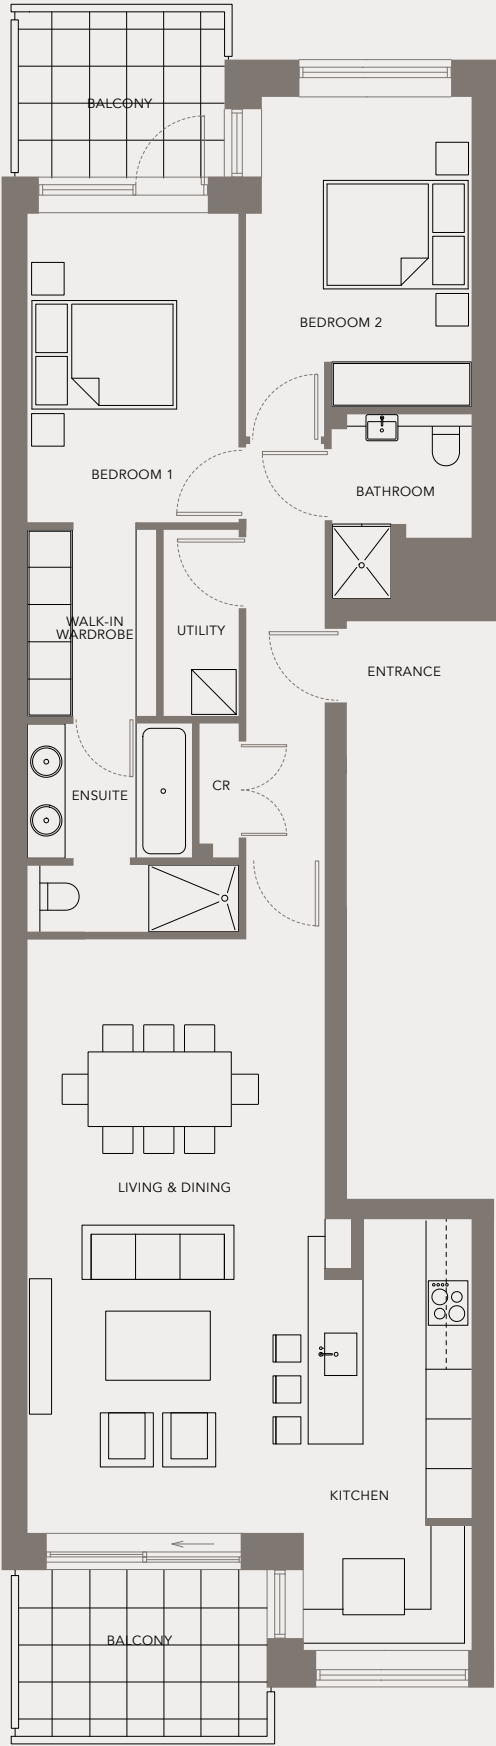 BALCONY
BEDROOM 2
BEDROOM 1
BATHROOM
WALK-IN
WARDROBE
UTILITY
ENTRANCE
CR
ENSUITE
LIVING & DINING
KITCHEN
BALCONY